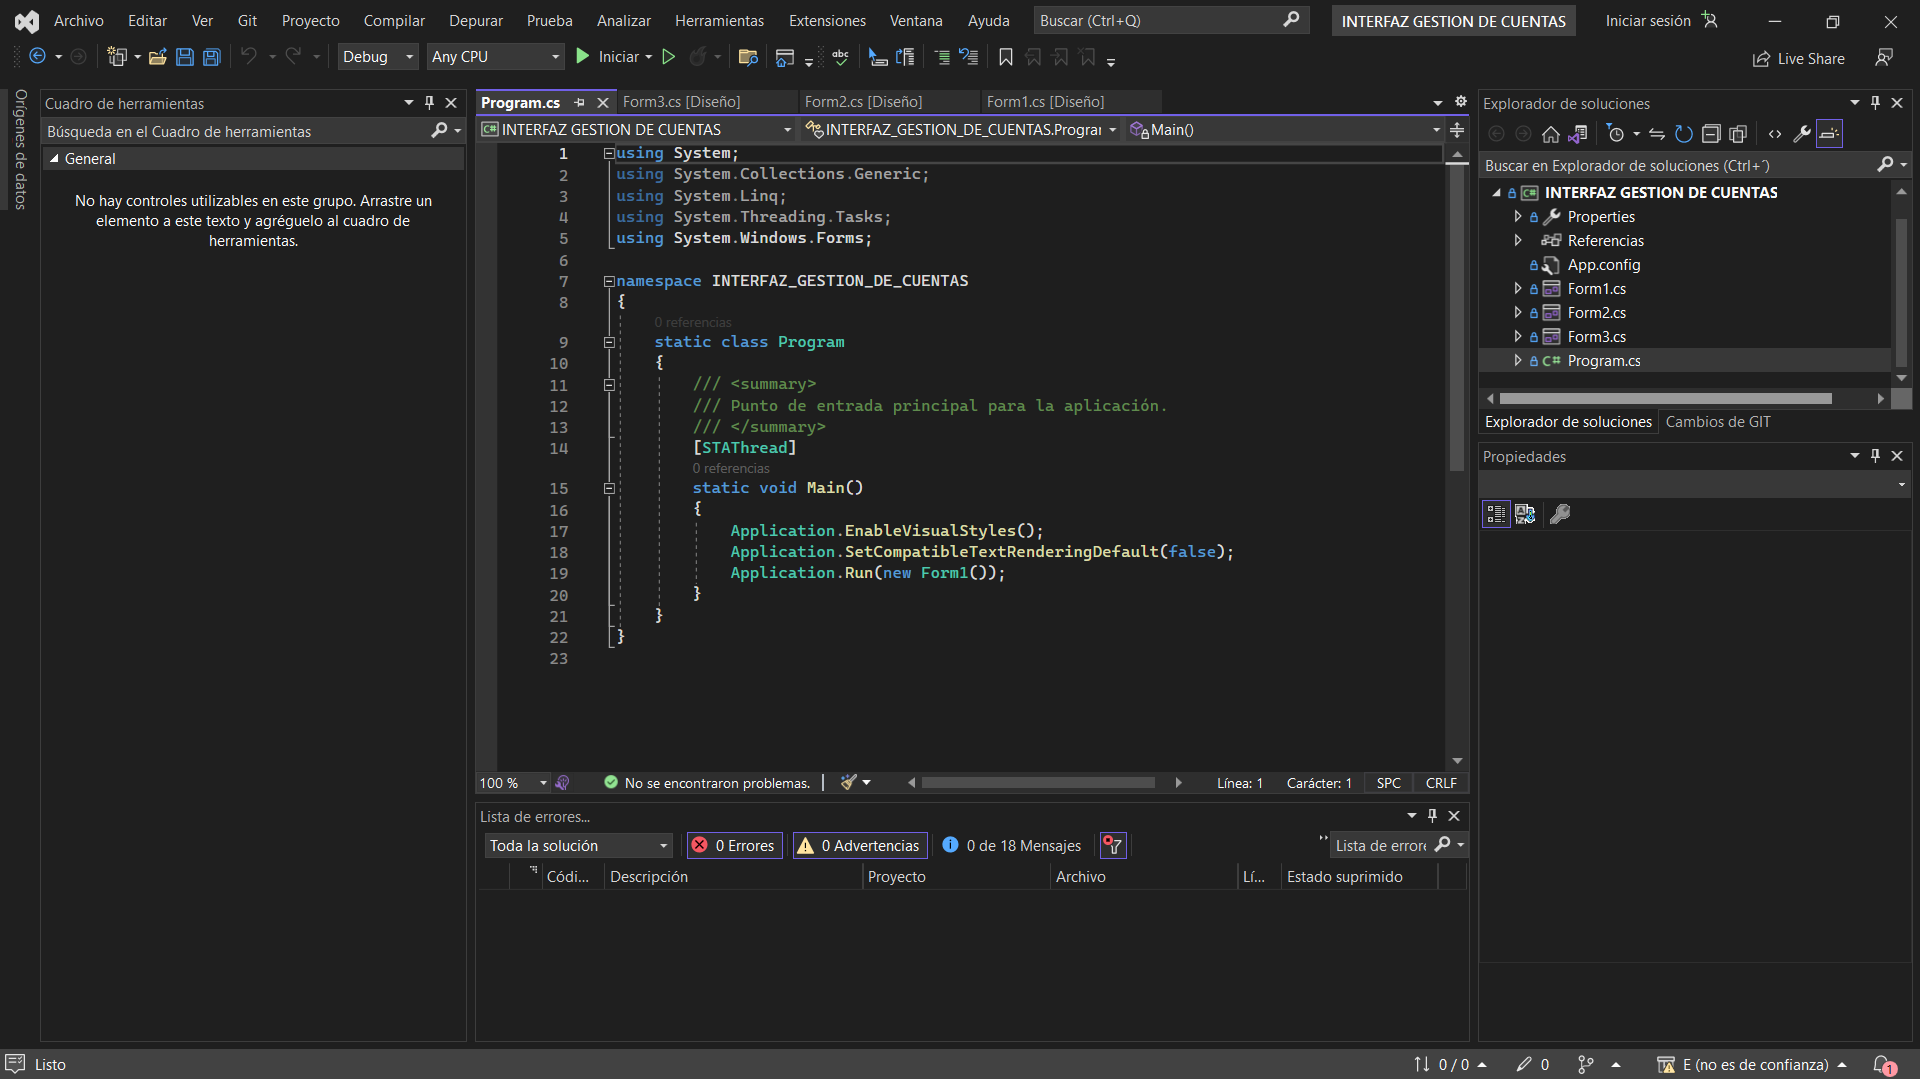 Archivo Editar Ver Git Proyecto Compilar Depurar Prueba Analizar Herramientas Extensiones Ventana Ayuda Buscar (Ctrl+Q) INTERFAZ GESTION DE CUENTAS Iniciar sesión
Debug Any CPU Iniciar abc Live Share
Orígenes de datos
Cuadro de herramientas
Búsqueda en el Cuadro de herramientas
General
No hay controles utilizables en este grupo. Arrastre un
elemento a este texto y agréguelo al cuadro de
herramientas.
Program.cs Form3.cs [Diseño] Form2.cs [Diseño] Form1.cs [Diseño]
C# INTERFAZ GESTION DE CUENTAS INTERFAZ_GESTION_DE_CUENTAS.Progran Main()
1 using System;
2 using System.Collections.Generic;
3 using System.Linq;
4 using System.Threading.Tasks;
5 using System.Windows.Forms;
6
7 namespace INTERFAZ_GESTION_DE_CUENTAS
8 {
0 referencias
9 static class Program
10 {
11 /// <summary>
12 /// Punto de entrada principal para la aplicación.
13 /// </summary>
14 [STAThread]
0 referencias
15 static void Main()
16 {
17 Application.EnableVisualStyles();
18 Application.SetCompatibleTextRenderingDefault(false);
19 Application.Run(new Form1());
20 }
21 }
22 }
23
100 % No se encontraron problemas. Línea: 1 Carácter: 1 SPC CRLF
Lista de errores...
Toda la solución 0 Errores 0 Advertencias 0 de 18 Mensajes Lista de errore
Códi... Descripción Proyecto Archivo Lí... Estado suprimido
Explorador de soluciones
Buscar en Explorador de soluciones (Ctrl+´)
C# INTERFAZ GESTION DE CUENTAS
Properties
Referencias
App.config
Form1.cs
Form2.cs
Form3.cs
C# Program.cs
Explorador de soluciones Cambios de GIT
Propiedades
Listo 0 / 0 0 E (no es de confianza) 1